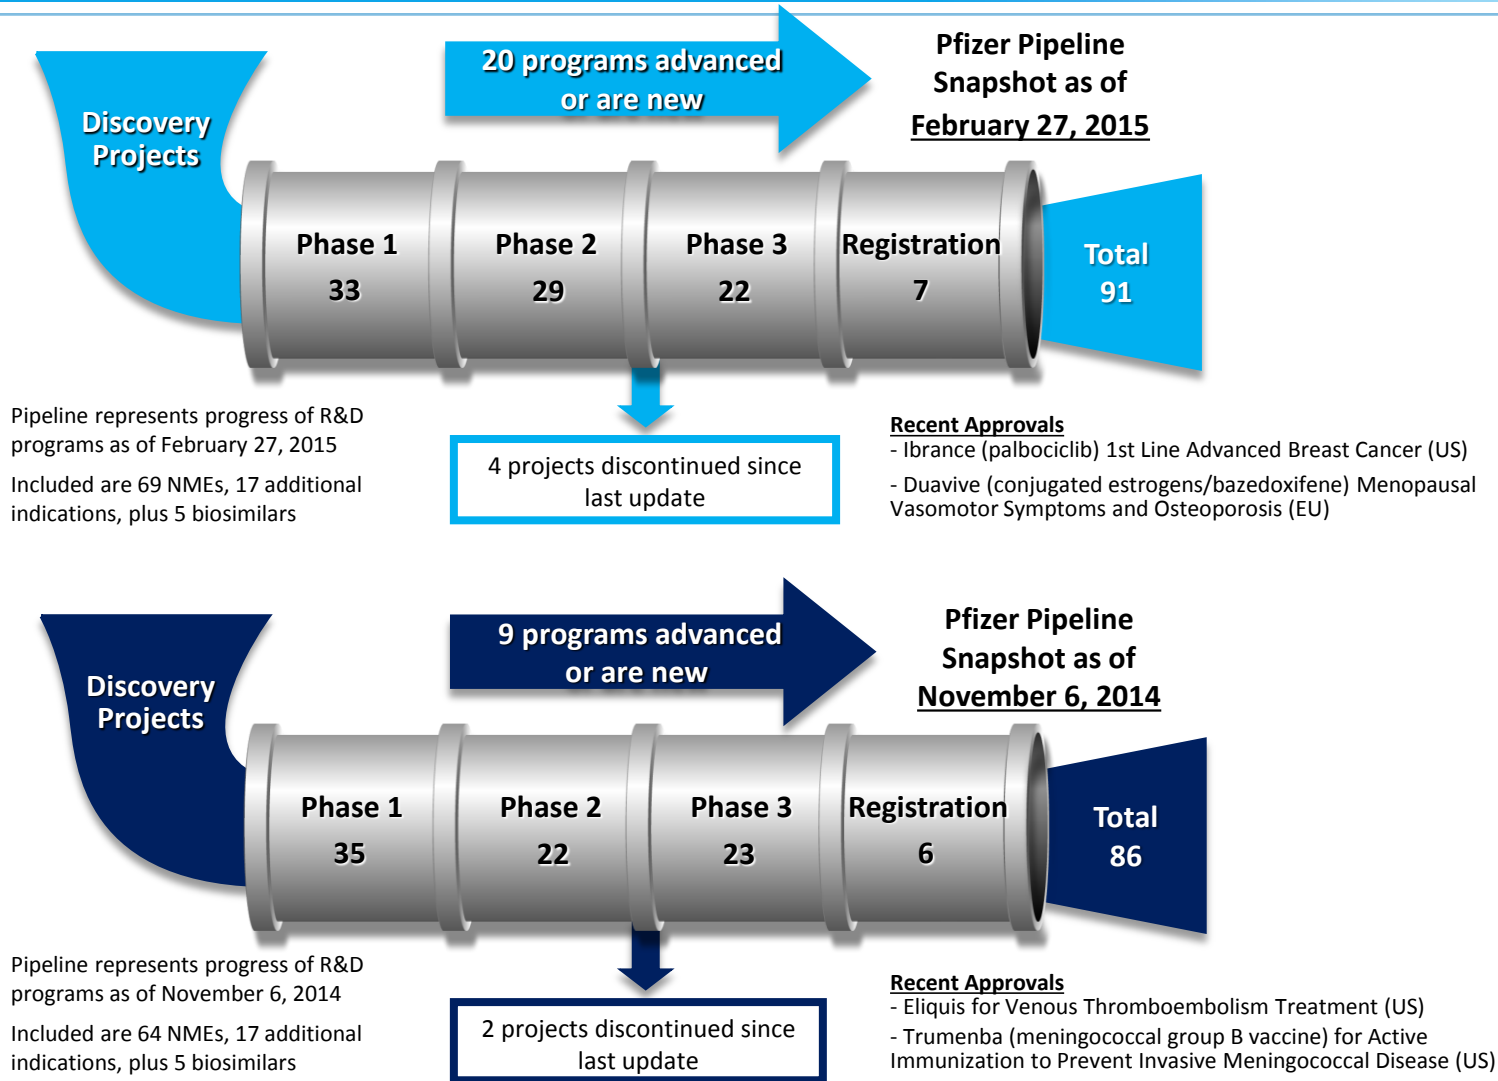 20 programs advanced
or are new
Pfizer Pipeline
Snapshot as of
February 27, 2015
Discovery
Projects
Phase 1
33
Phase 2
29
Phase 3
22
Registration
7
Total
91
Pipeline represents progress of R&D
programs as of February 27, 2015
Included are 69 NMEs, 17 additional
indications, plus 5 biosimilars
4 projects discontinued since
last update
Recent Approvals
- Ibrance (palbociclib) 1st Line Advanced Breast Cancer (US)
- Duavive (conjugated estrogens/bazedoxifene) Menopausal
Vasomotor Symptoms and Osteoporosis (EU)
9 programs advanced
or are new
Pfizer Pipeline
Snapshot as of
November 6, 2014
Discovery
Projects
Phase 1
35
Phase 2
22
Phase 3
23
Registration
6
Total
86
Pipeline represents progress of R&D
programs as of November 6, 2014
Included are 64 NMEs, 17 additional
indications, plus 5 biosimilars
2 projects discontinued since
last update
Recent Approvals
- Eliquis for Venous Thromboembolism Treatment (US)
- Trumenba (meningococcal group B vaccine) for Active
Immunization to Prevent Invasive Meningococcal Disease (US)